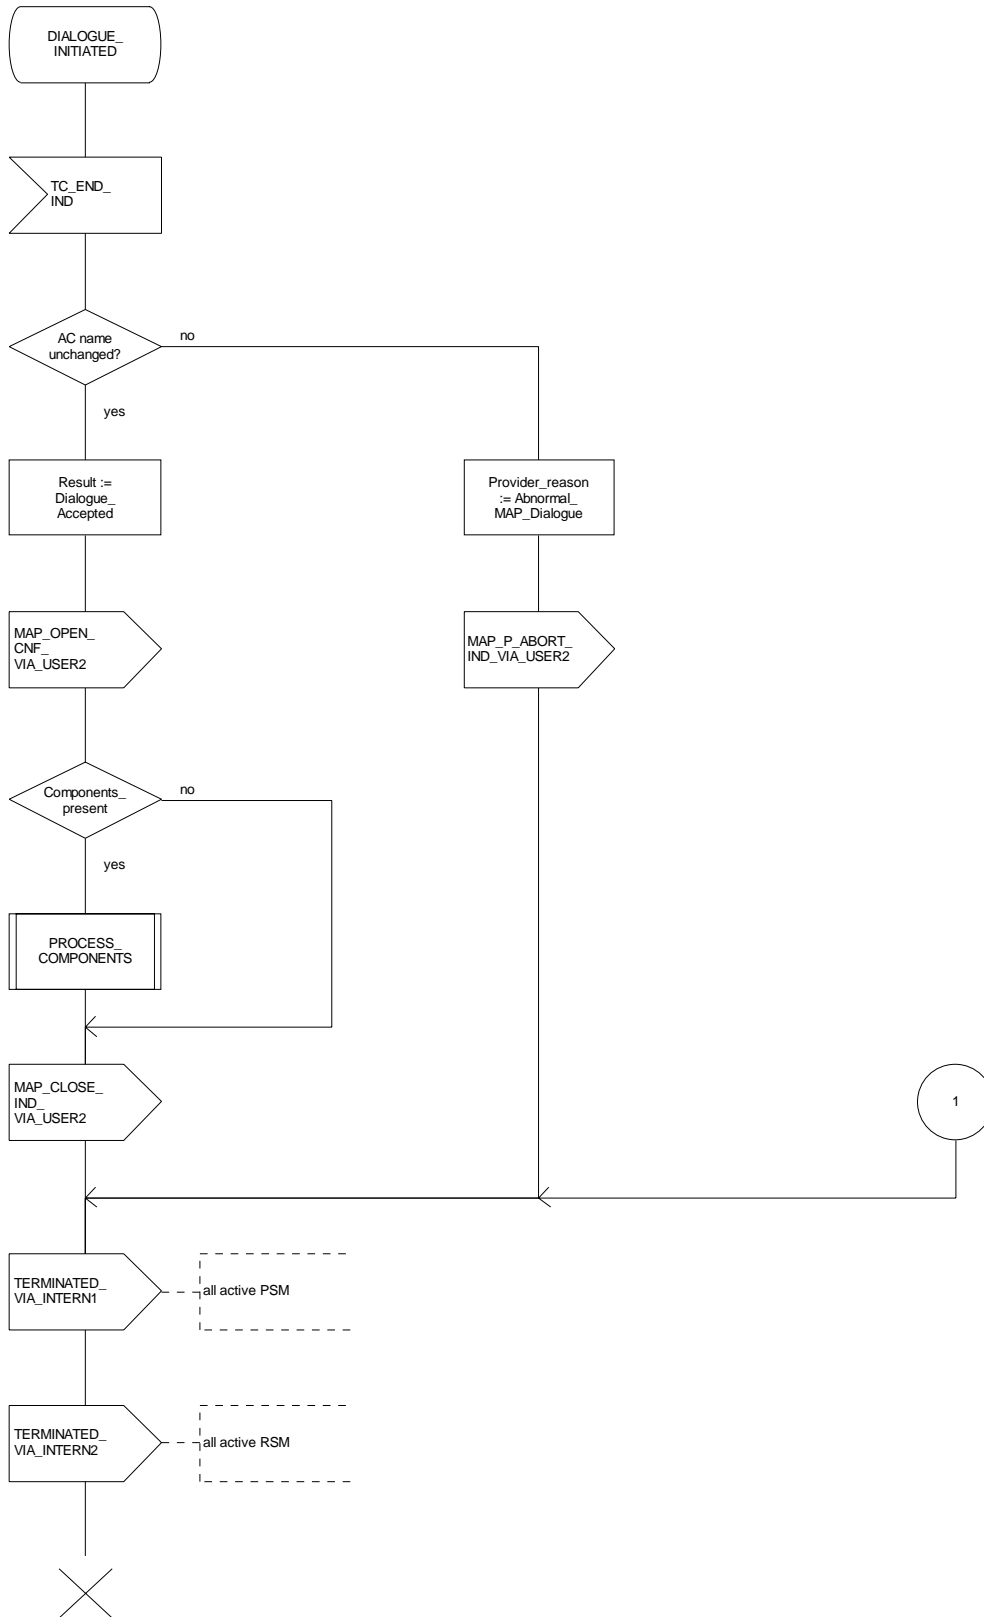 DIALOGUE_
INITIATED
TC_END_
IND
AC name
unchanged?
no
yes
Result :=
Dialogue_
Accepted
Provider_reason
:= Abnormal_
MAP_Dialogue
MAP_OPEN_
CNF_
VIA_USER2
MAP_P_ABORT_
IND_VIA_USER2
Components_
present
no
yes
PROCESS_
COMPONENTS
MAP_CLOSE_
IND_
VIA_USER2
1
TERMINATED_
VIA_INTERN1
all active PSM
TERMINATED_
VIA_INTERN2
all active RSM